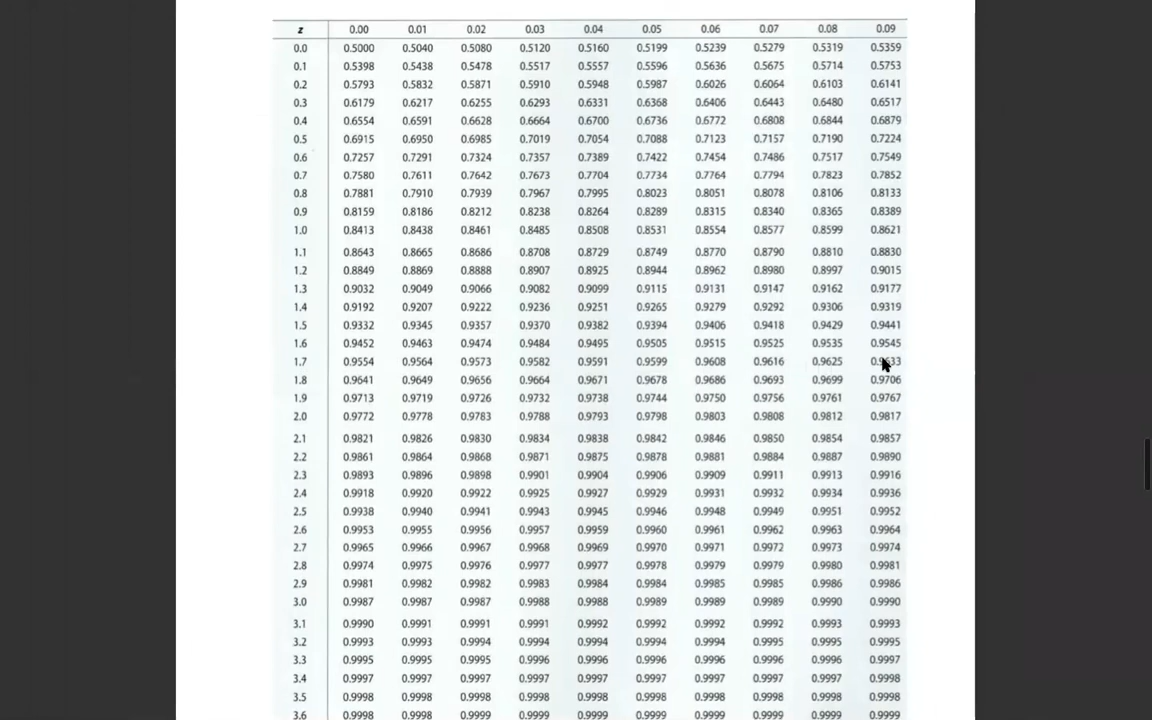 z 0.00 0.01 0.02 0.03 0.04 0.05 0.06 0.07 0.08 0.09
0.0 0.5000 0.5040 0.5080 0.5120 0.5160 0.5199 0.5239 0.5279 0.5319 0.5359
0.1 0.5398 0.5438 0.5478 0.5517 0.5557 0.5596 0.5636 0.5675 0.5714 0.5753
0.2 0.5793 0.5832 0.5871 0.5910 0.5948 0.5987 0.6026 0.6064 0.6103 0.6141
0.3 0.6179 0.6217 0.6255 0.6293 0.6331 0.6368 0.6406 0.6443 0.6480 0.6517
0.4 0.6554 0.6591 0.6628 0.6664 0.6700 0.6736 0.6772 0.6808 0.6844 0.6879
0.5 0.6915 0.6950 0.6985 0.7019 0.7054 0.7088 0.7123 0.7157 0.7190 0.7224
0.6 0.7257 0.7291 0.7324 0.7357 0.7389 0.7422 0.7454 0.7486 0.7517 0.7549
0.7 0.7580 0.7611 0.7642 0.7673 0.7704 0.7734 0.7764 0.7794 0.7823 0.7852
0.8 0.7881 0.7910 0.7939 0.7967 0.7995 0.8023 0.8051 0.8078 0.8106 0.8133
0.9 0.8159 0.8186 0.8212 0.8238 0.8264 0.8289 0.8315 0.8340 0.8365 0.8389
1.0 0.8413 0.8438 0.8461 0.8485 0.8508 0.8531 0.8554 0.8577 0.8599 0.8621
1.1 0.8643 0.8665 0.8686 0.8708 0.8729 0.8749 0.8770 0.8790 0.8810 0.8830
1.2 0.8849 0.8869 0.8888 0.8907 0.8925 0.8944 0.8962 0.8980 0.8997 0.9015
1.3 0.9032 0.9049 0.9066 0.9082 0.9099 0.9115 0.9131 0.9147 0.9162 0.9177
1.4 0.9192 0.9207 0.9222 0.9236 0.9251 0.9265 0.9279 0.9292 0.9306 0.9319
1.5 0.9332 0.9345 0.9357 0.9370 0.9382 0.9394 0.9406 0.9418 0.9429 0.9441
1.6 0.9452 0.9463 0.9474 0.9484 0.9495 0.9505 0.9515 0.9525 0.9535 0.9545
1.7 0.9554 0.9564 0.9573 0.9582 0.9591 0.9599 0.9608 0.9616 0.9625
1.8 0.9641 0.9649 0.9656 0.9664 0.9671 0.9678 0.9686 0.9693 0.9699 0.9706
1.9 0.9713 0.9719 0.9726 0.9732 0.9738 0.9744 0.9750 0.9756 0.9761 0.9767
2.0 0.9772 0.9778 0.9783 0.9788 0.9793 0.9798 0.9803 0.9808 0.9812 0.9817
2.1 0.9821 0.9826 0.9830 0.9834 0.9838 0.9842 0.9846 0.9850 0.9854 0.9857
2.2 0.9861 0.9864 0.9868 0.9871 0.9875 0.9878 0.9881 0.9884 0.9887 0.9890
2.3 0.9893 0.9896 0.9898 0.9901 0.9904 0.9906 0.9909 0.9911 0.9913 0.9916
2.4 0.9918 0.9920 0.9922 0.9925 0.9927 0.9929 0.9931 0.9932 0.9934 0.9936
2.5 0.9938 0.9940 0.9941 0.9943 0.9945 0.9946 0.9948 0.9949 0.9951 0.9952
2.6 0.9953 0.9955 0.9956 0.9957 0.9959 0.9960 0.9961 0.9962 0.9963 0.9964
2.7 0.9965 0.9966 0.9967 0.9968 0.9969 0.9970 0.9971 0.9972 0.9973 0.9974
2.8 0.9974 0.9975 0.9976 0.9977 0.9977 0.9978 0.9979 0.9979 0.9980 0.9981
2.9 0.9981 0.9982 0.9982 0.9983 0.9984 0.9984 0.9985 0.9985 0.9986 0.9986
3.0 0.9987 0.9987 0.9987 0.9988 0.9988 0.9989 0.9989 0.9989 0.9990 0.9990
3.1 0.9990 0.9991 0.9991 0.9991 0.9992 0.9992 0.9992 0.9992 0.9993 0.9993
3.2 0.9993 0.9993 0.9994 0.9994 0.9994 0.9994 0.9994 0.9995 0.9995 0.9995
3.3 0.9995 0.9995 0.9995 0.9996 0.9996 0.9996 0.9996 0.9996 0.9996 0.9997
3.4 0.9997 0.9997 0.9997 0.9997 0.9997 0.9997 0.9997 0.9997 0.9997 0.9998
3.5 0.9998 0.9998 0.9998 0.9998 0.9998 0.9998 0.9998 0.9998 0.9998 0.9998
3.6 0.9998 0.9998 0.9999 0.9999 0.9999 0.9999 0.9999 0.9999 0.9999 0.9999